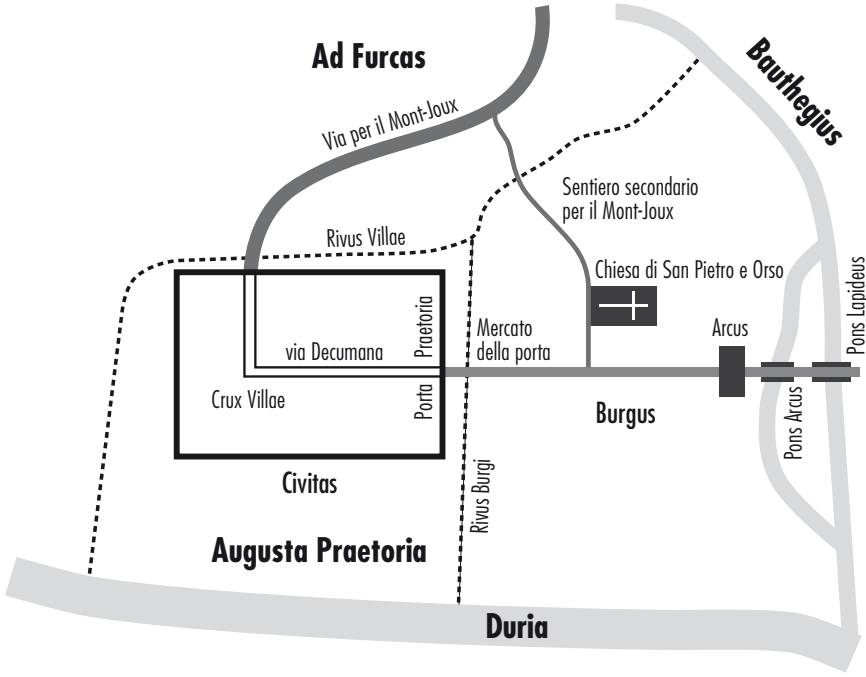 Ad Furcas
Bauthegius
Via per il Mont-Joux
Sentiero secondario
per il Mont-Joux
Rivus Villae
Chiesa di San Pietro e Orso
Pons Lapideus
Praetoria
Mercato
della porta
Arcus
via Decumana
Crux Villae
Porta
Burgus
Pons Arcus
Civitas
Rivus Burgi
Augusta Praetoria
Duria